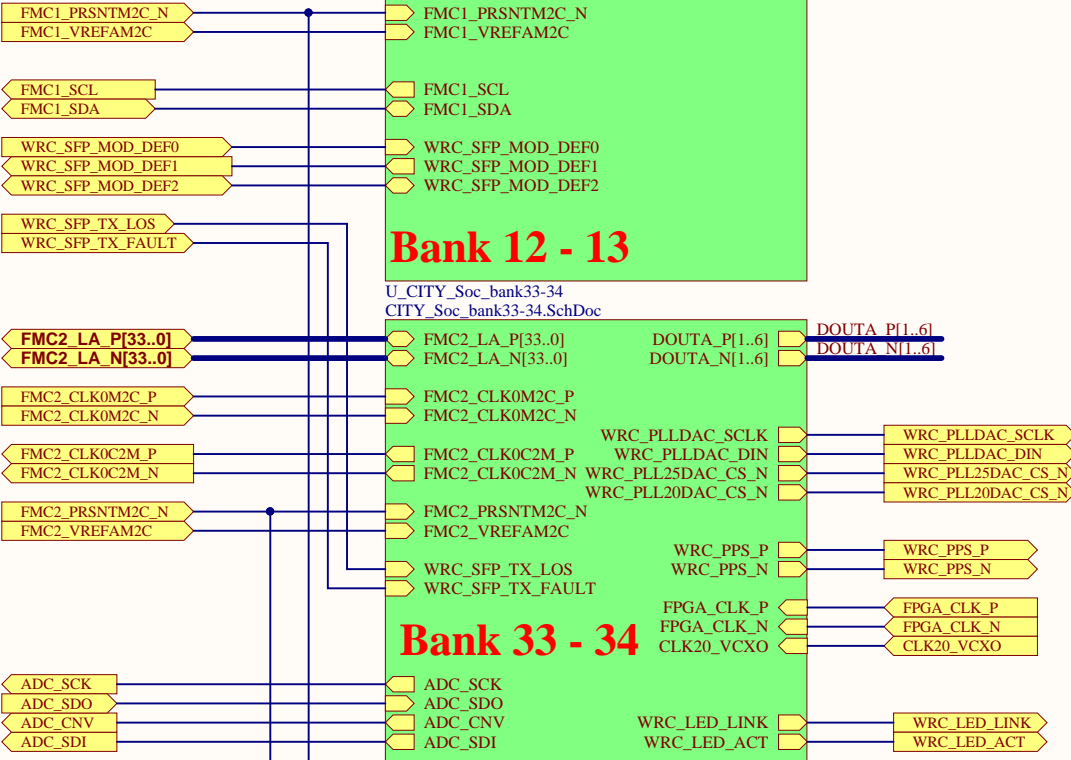 FMC1_PRSNTM2C_N FMC1_PRSNTM2C_N
FMC1_VREFAM2C FMC1_VREFAM2C
FMC1_SCL FMC1_SCL
FMC1_SDA FMC1_SDA
WRC_SFP_MOD_DEF0 WRC_SFP_MOD_DEF0
WRC_SFP_MOD_DEF1 WRC_SFP_MOD_DEF1
WRC_SFP_MOD_DEF2 WRC_SFP_MOD_DEF2
WRC_SFP_TX_LOS
WRC_SFP_TX_FAULT
Bank 12 - 13
U_CITY_Soc_bank33-34
CITY_Soc_bank33-34.SchDoc
FMC2_LA_P[33..0] FMC2_LA_P[33..0] DOUTA_P[1..6] DOUTA_P[1..6]
FMC2_LA_N[33..0] FMC2_LA_N[33..0] DOUTA_N[1..6] DOUTA_N[1..6]
FMC2_CLK0M2C_P FMC2_CLK0M2C_P
FMC2_CLK0M2C_N FMC2_CLK0M2C_N
WRC_PLLDAC_SCLK WRC_PLLDAC_SCLK
FMC2_CLK0C2M_P FMC2_CLK0C2M_P WRC_PLLDAC_DIN WRC_PLLDAC_DIN
FMC2_CLK0C2M_N FMC2_CLK0C2M_N WRC_PLL25DAC_CS_N WRC_PLL25DAC_CS_N
WRC_PLL20DAC_CS_N WRC_PLL20DAC_CS_N
FMC2_PRSNTM2C_N FMC2_PRSNTM2C_N
FMC2_VREFAM2C FMC2_VREFAM2C
WRC_PPS_P WRC_PPS_P
WRC_SFP_TX_LOS WRC_PPS_N WRC_PPS_N
WRC_SFP_TX_FAULT
FPGA_CLK_P FPGA_CLK_P
FPGA_CLK_N FPGA_CLK_N
Bank 33 - 34 CLK20_VCXO CLK20_VCXO
ADC_SCK ADC_SCK
ADC_SDO ADC_SDO
ADC_CNV ADC_CNV WRC_LED_LINK WRC_LED_LINK
ADC_SDI ADC_SDI WRC_LED_ACT WRC_LED_ACT